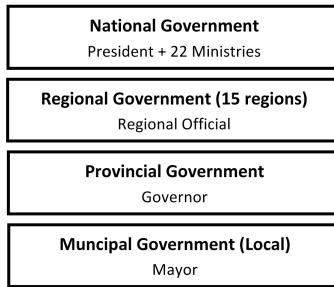 National Government
President + 22 Ministries
Regional Government (15 regions)
Regional Official
Provincial Government
Governor
Muncipal Government (Local)
Mayor